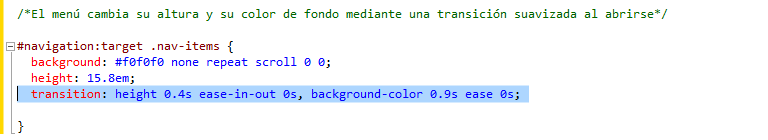 /*El menú cambia su altura y su color de fondo mediante una transición suavizada al abrirse*/
#navigation:target .nav-items {
background: #f0f0f0 none repeat scroll 0 0;
height: 15.8em;
transition: height 0.4s ease-in-out 0s, background-color 0.9s ease 0s;
}